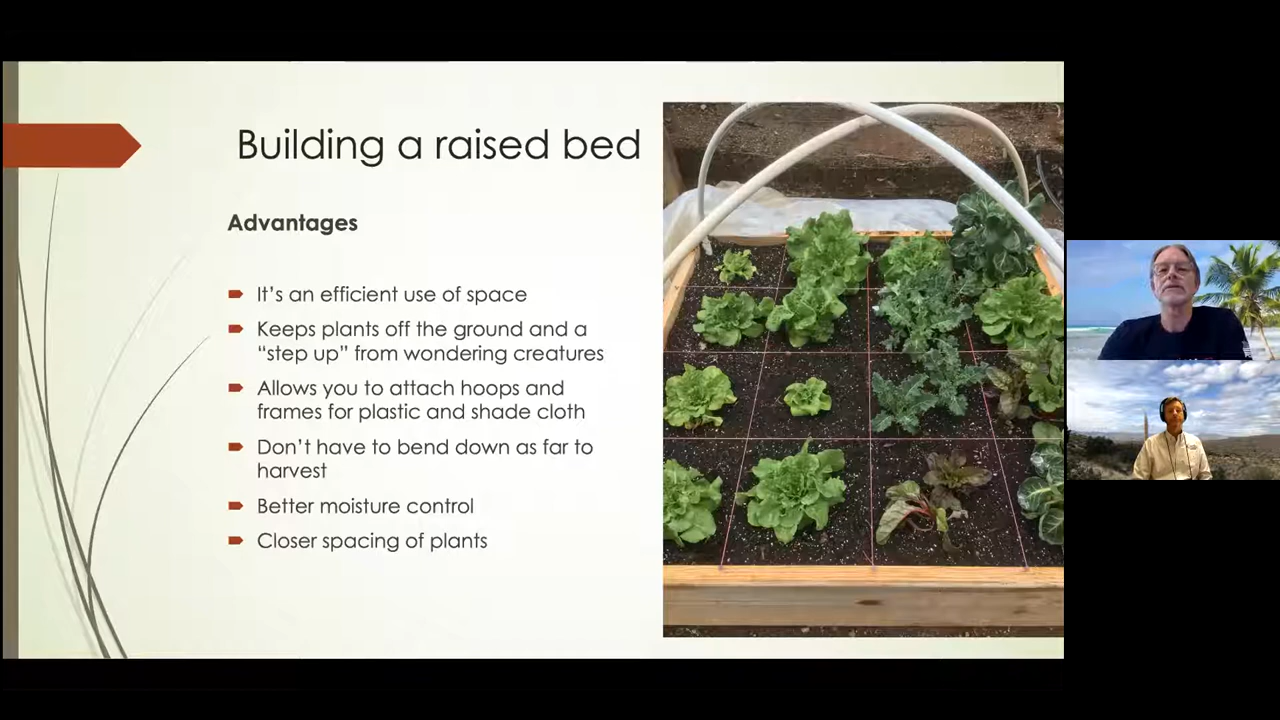 Building a raised bed
Advantages
It's an efficient use of space
Keeps plants off the ground and a
“step up” from wondering creatures
Allows you to attach hoops and
frames for plastic and shade cloth
Don't have to bend down as far to
harvest
Better moisture control
Closer spacing of plants